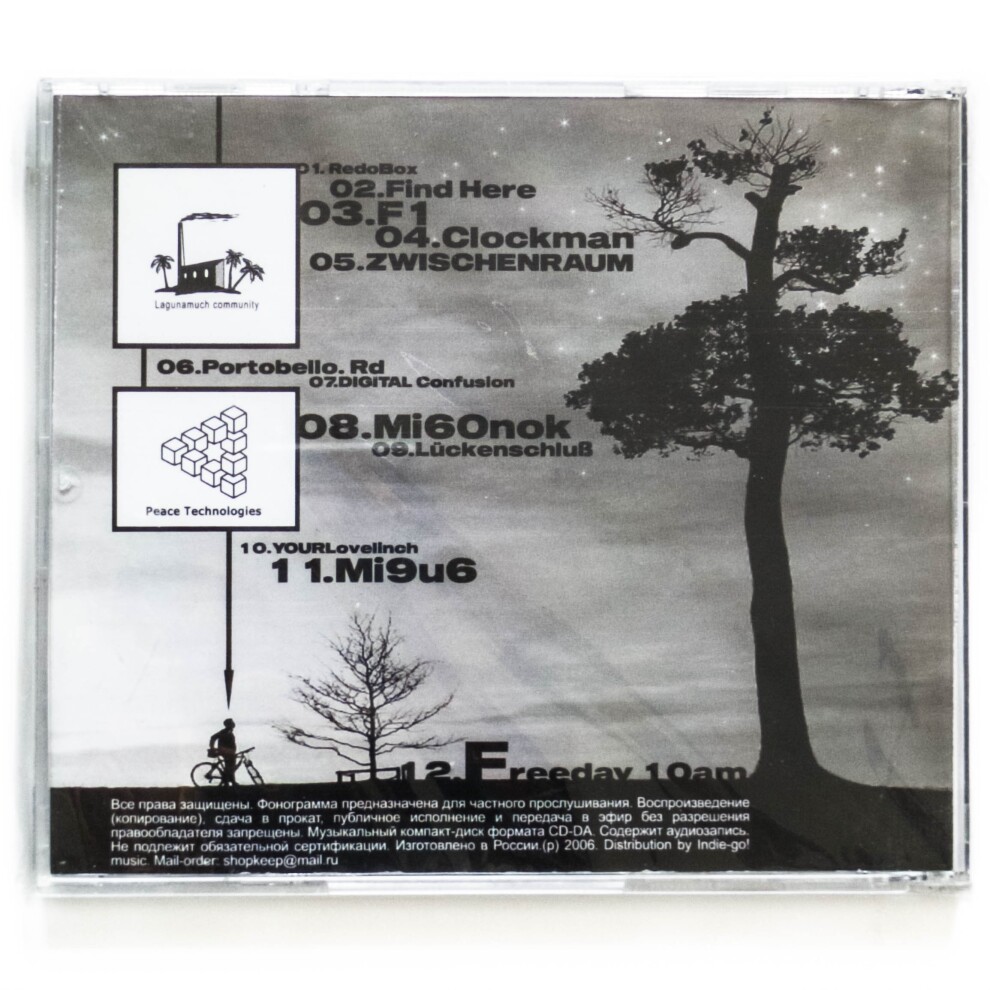 01. RedoBox
02.Find Here
03.F1
04.Clockman
05.ZWISCHENRAUM
Lagunamuch community
06.Portobello. Rd
07.DIGITAL Confusion
08.Mi60nok
09.Lückenschluß
Peace Technologies
10.YOURLoveIinch
11.Mi9u6
12.Freeday 10am
Все права защищены. Фонограмма предназначена для частного прослушивания. Воспроизведение
(копирование), сдача в прокат, публичное исполнение и передача в эфир без разрешения
правообладателя запрещены. Музыкальный компакт-диск формата CD-DA. Содержит аудиозапись.
Не подлежит обязательной сертификации. Изготовлено в России.(p) 2006. Distribution by Indie-go!
music. Mail-order: shopkeep@mail.ru